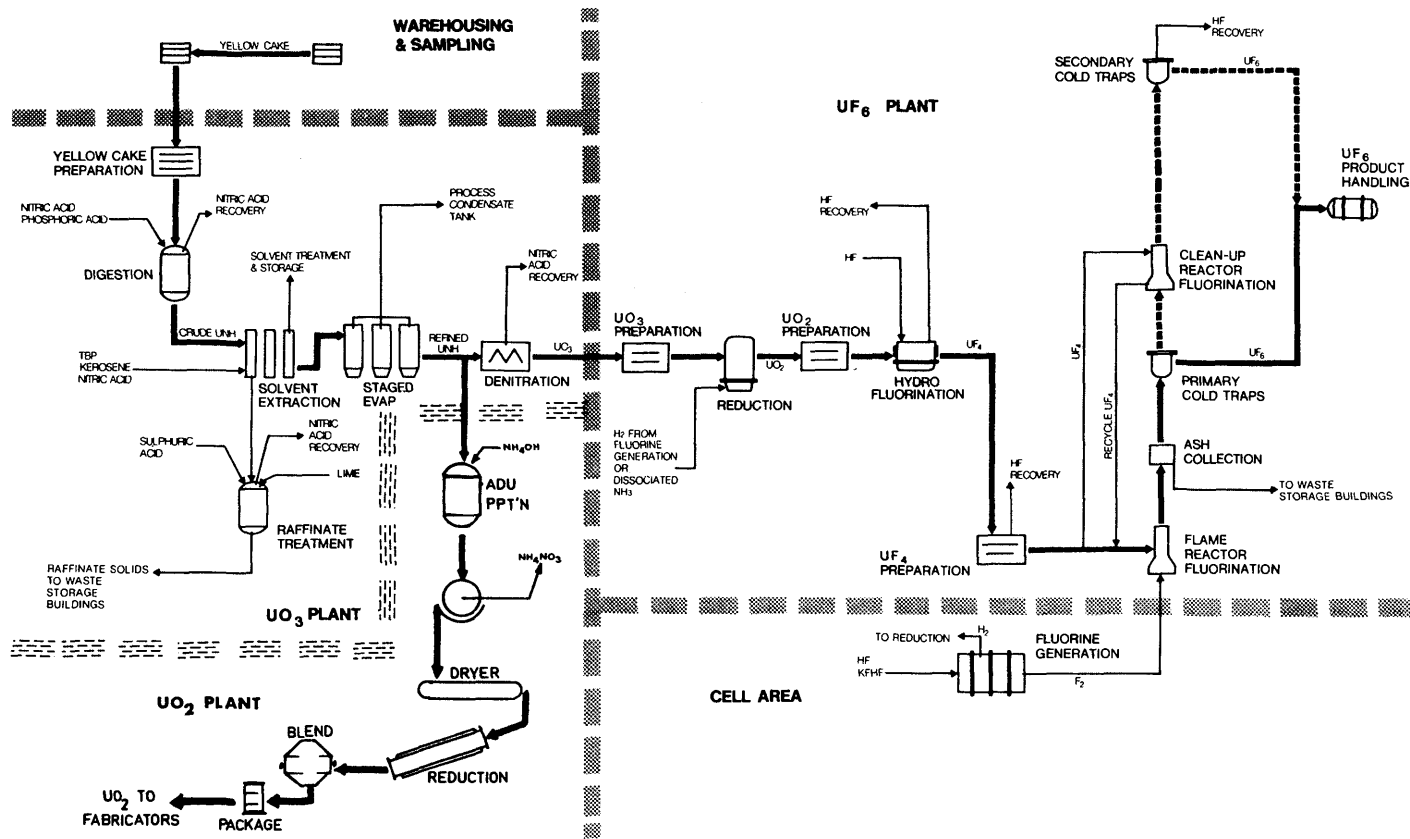 WAREHOUSING
& SAMPLING
YELLOW CAKE
YELLOW CAKE
PREPARATION
NITRIC ACID
PHOSPHORIC ACID
NITRIC ACID
RECOVERY
DIGESTION
PROCESS
CONDENSATE
TANK
SOLVENT TREATMENT
& STORAGE
CRUDE UNH
TBP
KEROSENE
NITRIC ACID
SOLVENT
EXTRACTION
STAGED
EVAP
REFINED
UNH
NITRIC
ACID
RECOVERY
DENITRATION
UO3
SULPHURIC
ACID
NITRIC
ACID
RECOVERY
LIME
RAFFINATE
TREATMENT
RAFFINATE SOLIDS
TO WASTE
STORAGE
BUILDINGS
UO3 PLANT
NH4OH
ADU
PPT'N
NH4NO3
DRYER
UO2 PLANT
BLEND
REDUCTION
UO2 TO
FABRICATORS
PACKAGE
UF6 PLANT
UO3
PREPARATION
REDUCTION
H2 FROM
FLUORINE
GENERATION
OR
DISSOCIATED
NH3
UO2
UO2
PREPARATION
HF
RECOVERY
HF
HYDRO
FLUORINATION
UF4
HF
RECOVERY
UF4
PREPARATION
UF4
RECYCLE UF4
HF
RECOVERY
SECONDARY
COLD TRAPS
UF6
UF6
PRODUCT
HANDLING
CLEAN-UP
REACTOR
FLUORINATION
UF6
PRIMARY
COLD TRAPS
ASH
COLLECTION
TO WASTE
STORAGE BUILDINGS
FLAME
REACTOR
FLUORINATION
TO REDUCTION
H2
FLUORINE
GENERATION
HF
KFHF
F2
CELL AREA